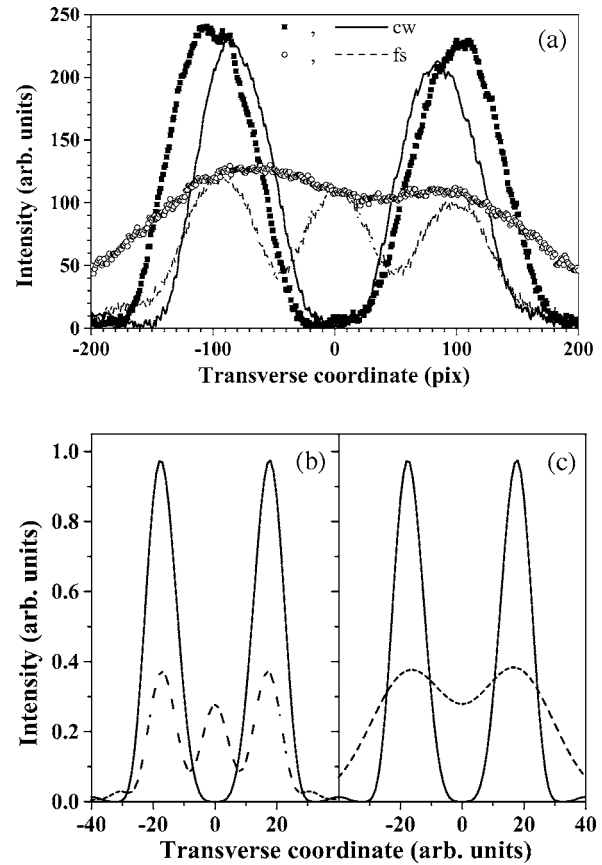 ■ , — cw (a)
○ , --- fs
250
200
150
100
50
0
Intensity (arb. units)
-200 -100 0 100 200
Transverse coordinate (pix)
(b) (c)
1.0
0.8
0.6
0.4
0.2
0.0
Intensity (arb. units)
-40 -20 0 20 -20 0 20 40
Transverse coordinate (arb. units)